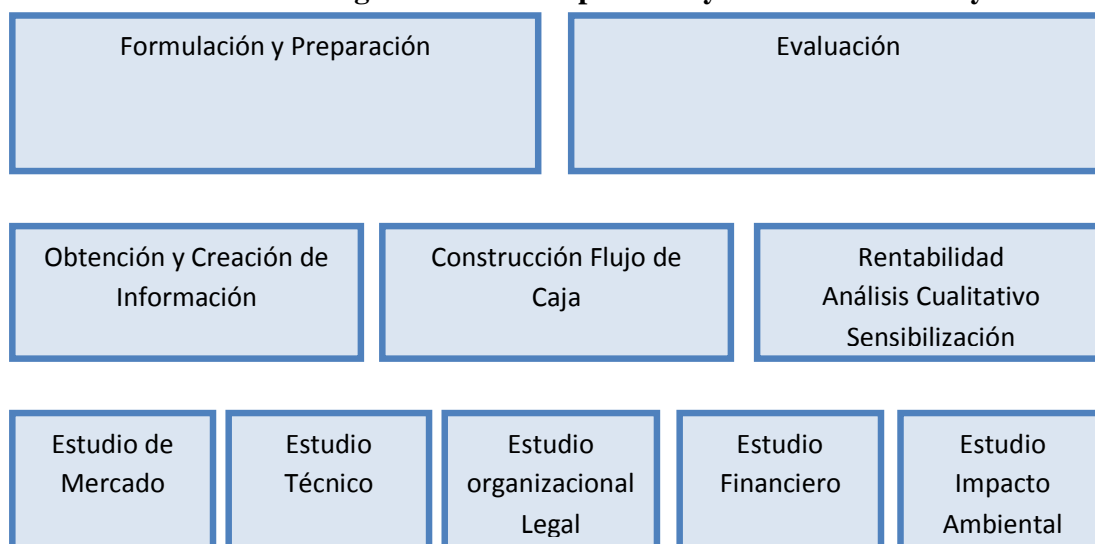 Formulación y Preparación
Evaluación
Obtención y Creación de
Información
Construcción Flujo de
Caja
Rentabilidad
Análisis Cualitativo
Sensibilización
Estudio de
Mercado
Estudio
Técnico
Estudio
organizacional
Legal
Estudio
Financiero
Estudio
Impacto
Ambiental